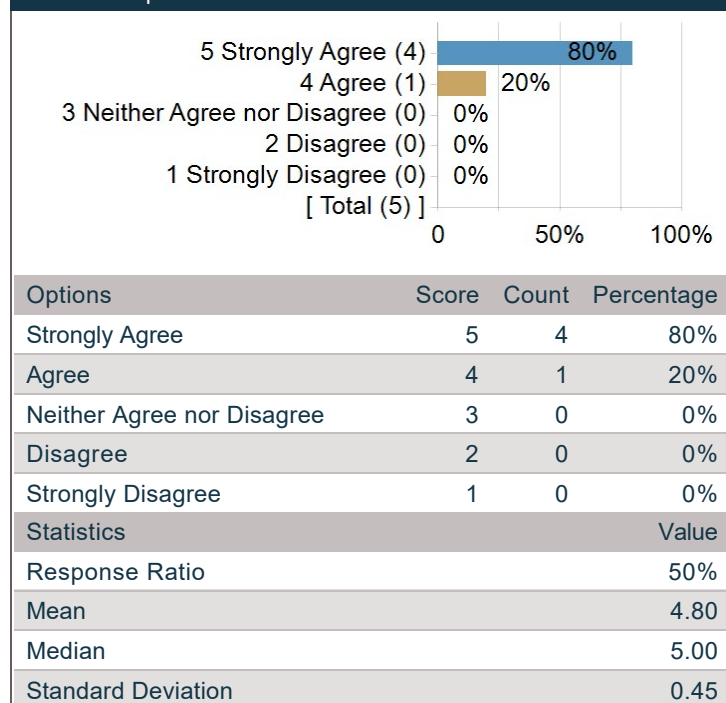 5 Strongly Agree (4) 80%
4 Agree (1) 20%
3 Neither Agree nor Disagree (0) 0%
2 Disagree (0) 0%
1 Strongly Disagree (0) 0%
[ Total (5) ]
0 50% 100%
Options Score Count Percentage
Strongly Agree 5 4 80%
Agree 4 1 20%
Neither Agree nor Disagree 3 0 0%
Disagree 2 0 0%
Strongly Disagree 1 0 0%
Statistics Value
Response Ratio 50%
Mean 4.80
Median 5.00
Standard Deviation 0.45